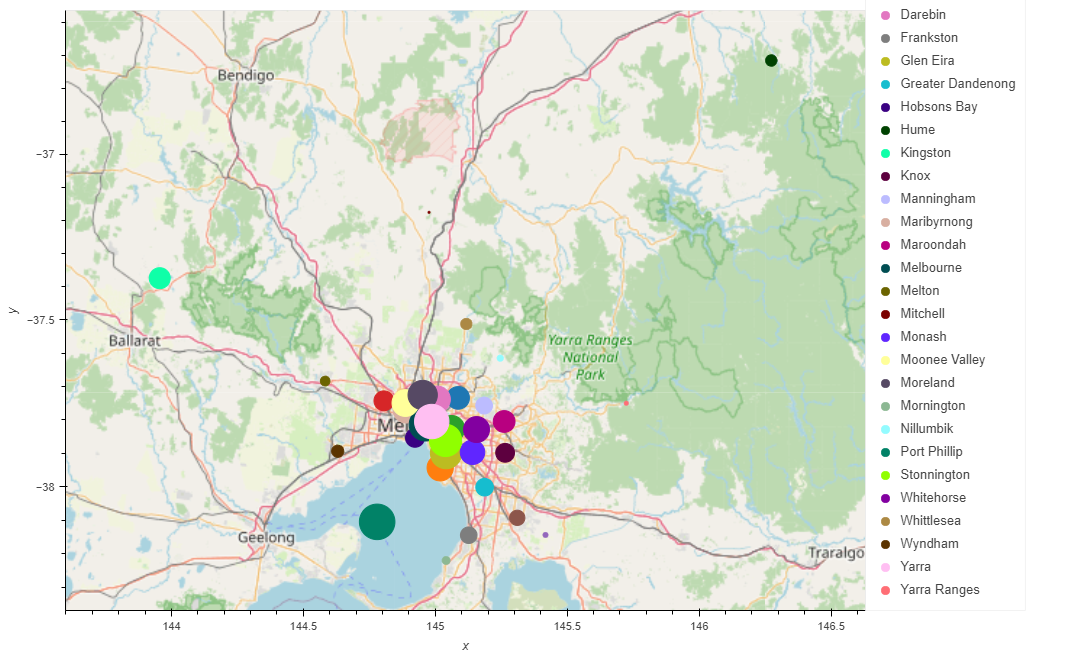 Bendigo
Yarra Ranges
National
Park
Ballarat
Me
Geelong
Traralgo
−37
−37.5
−38
y
144
144.5
145
145.5
146
146.5
x
Darebin
Frankston
Glen Eira
Greater Dandenong
Hobsons Bay
Hume
Kingston
Knox
Manningham
Maribyrnong
Maroondah
Melbourne
Melton
Mitchell
Monash
Moonee Valley
Moreland
Mornington
Nillumbik
Port Phillip
Stonnington
Whitehorse
Whittlesea
Wyndham
Yarra
Yarra Ranges